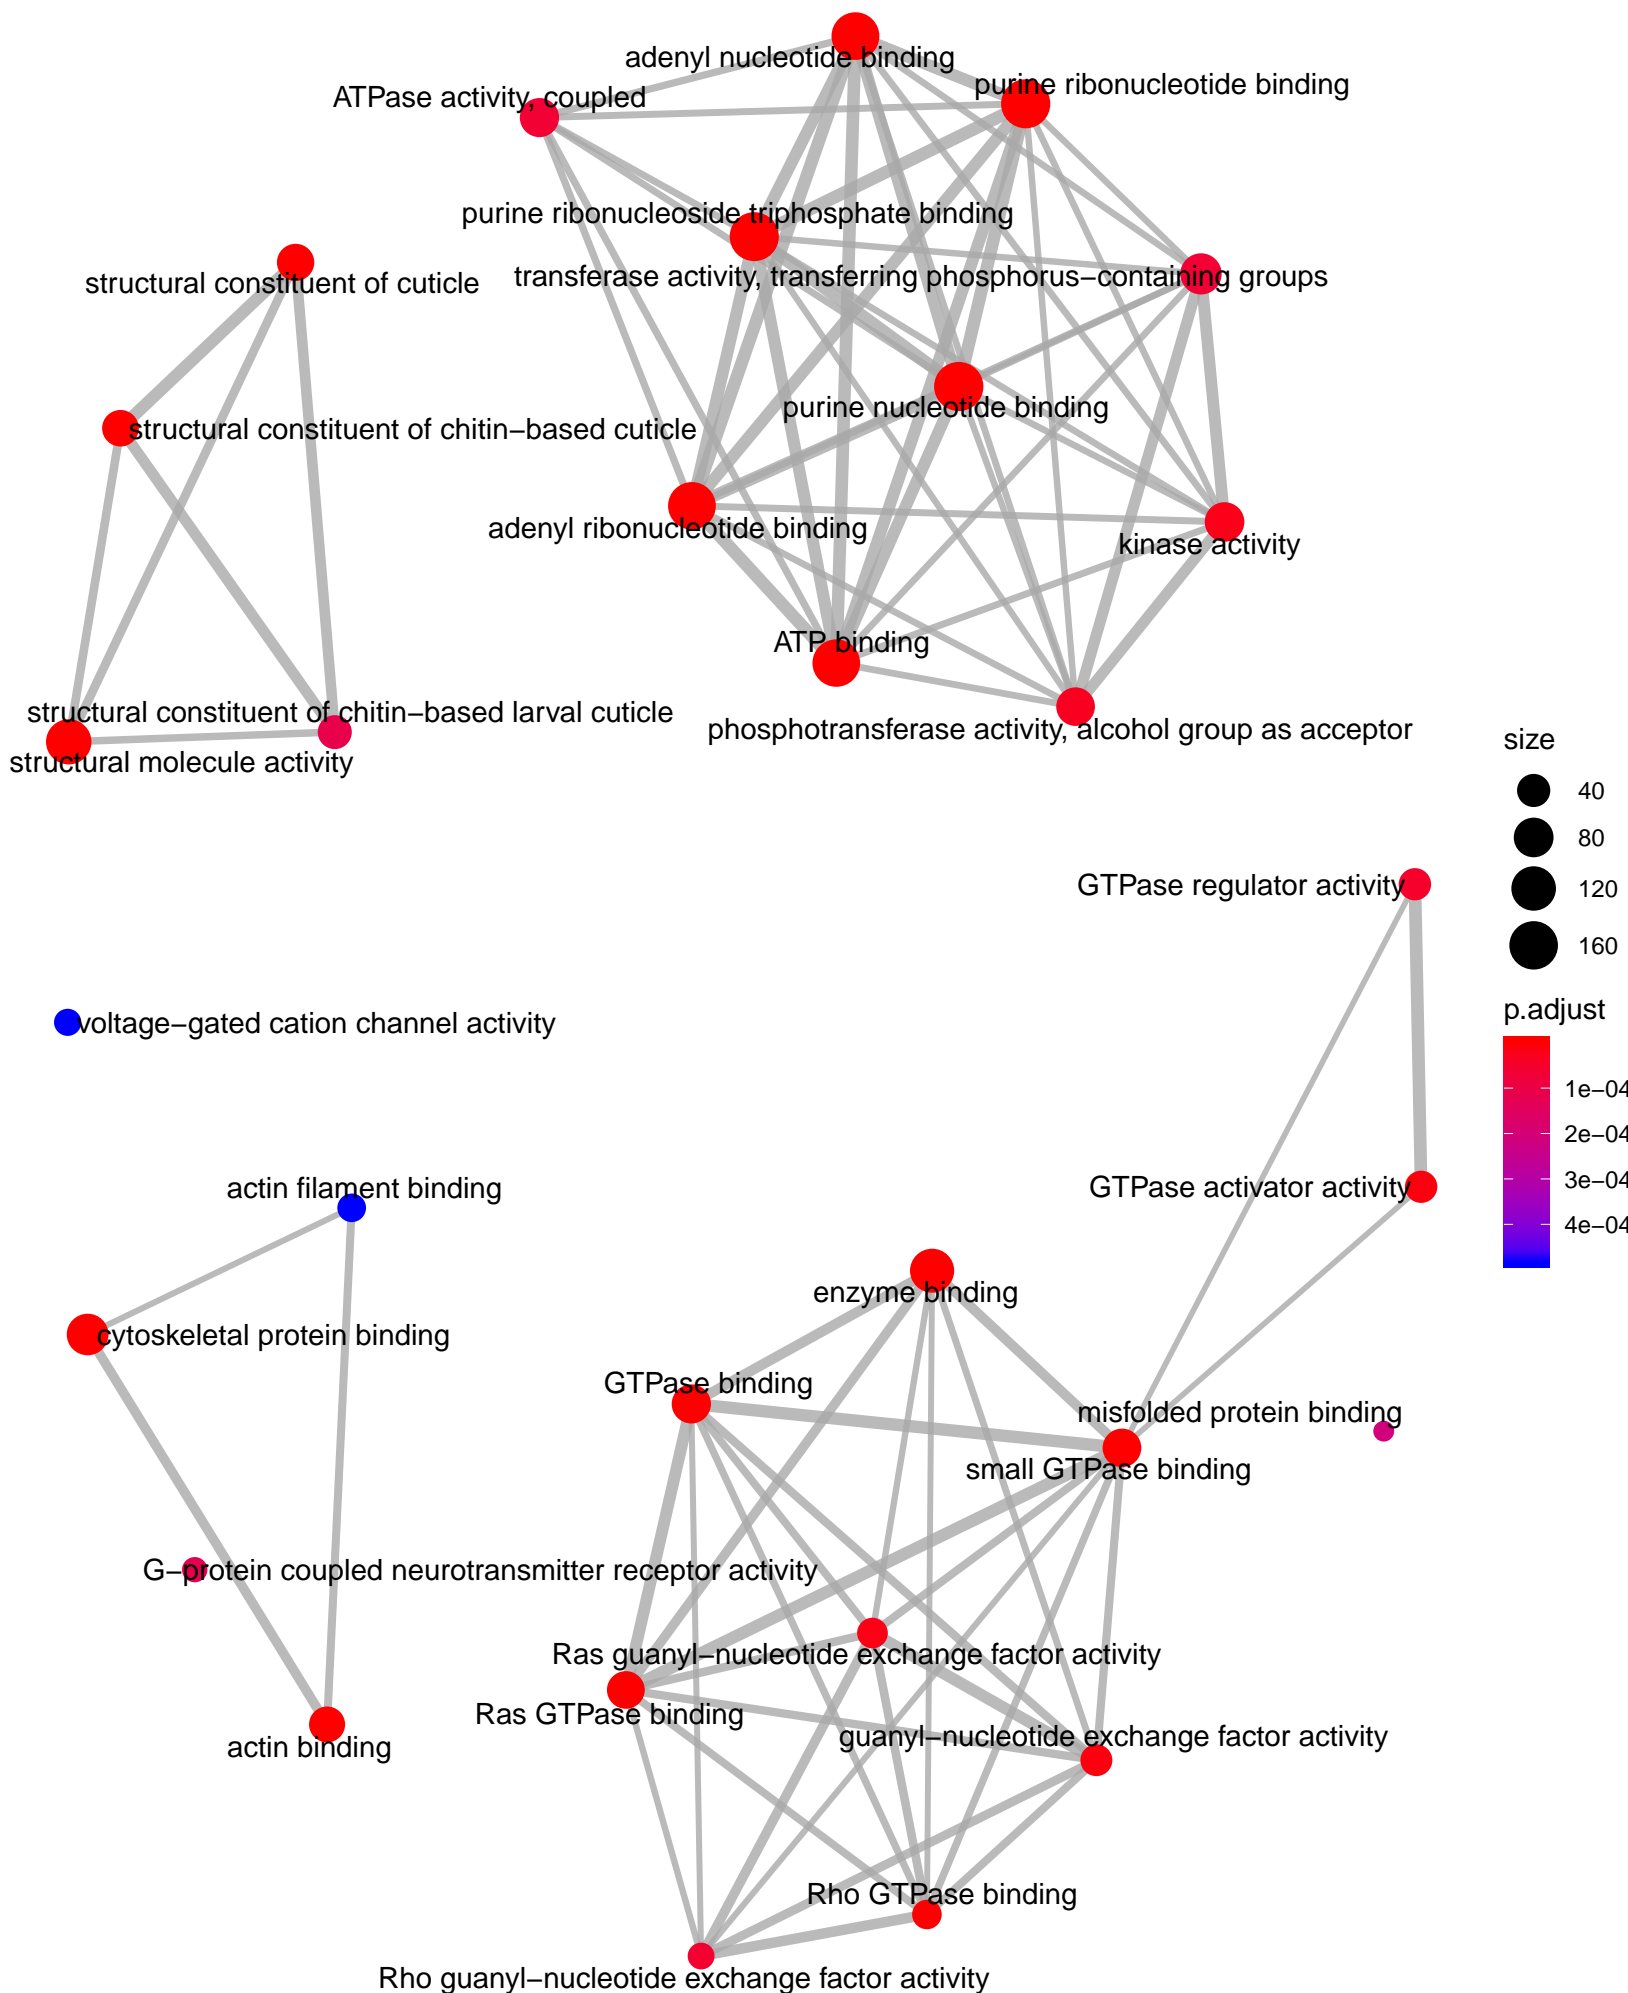 adenyl nucleotide binding
purine ribonucleotide binding
ATPase activity, coupled
purine ribonucleoside triphosphate binding
structural constituent of cuticle
transferase activity, transferring phosphorus−containing groups
purine nucleotide binding
structural constituent of chitin−based cuticle
adenyl ribonucleotide binding
kinase activity
ATP binding
structural constituent of chitin−based larval cuticle
phosphotransferase activity, alcohol group as acceptor
structural molecule activity
size
40
80
120
160
GTPase regulator activity
p.adjust
1e−04
2e−04
3e−04
4e−04
voltage−gated cation channel activity
actin filament binding
GTPase activator activity
enzyme binding
cytoskeletal protein binding
GTPase binding
misfolded protein binding
small GTPase binding
G−protein coupled neurotransmitter receptor activity
Ras guanyl−nucleotide exchange factor activity
Ras GTPase binding
guanyl−nucleotide exchange factor activity
actin binding
Rho GTPase binding
Rho guanyl−nucleotide exchange factor activity